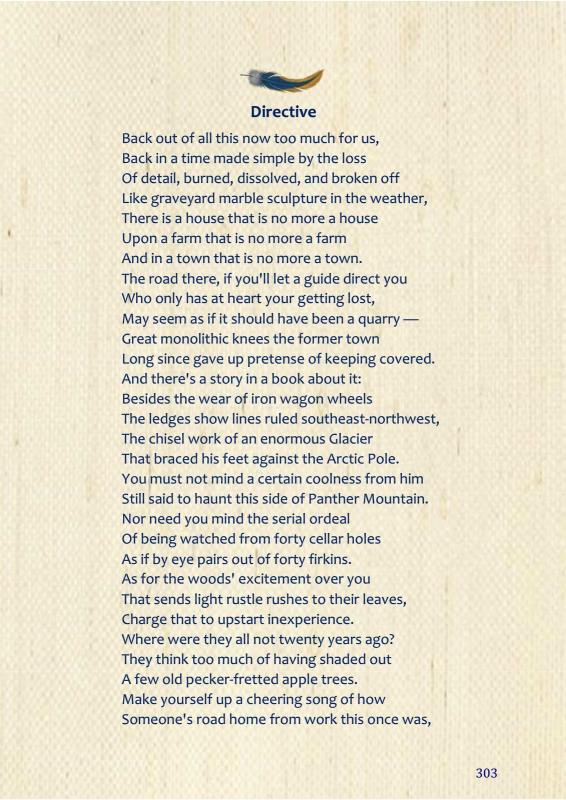 Directive
Back out of all this now too much for us,
Back in a time made simple by the loss
Of detail, burned, dissolved, and broken off
Like graveyard marble sculpture in the weather,
There is a house that is no more a house
Upon a farm that is no more a farm
And in a town that is no more a town.
The road there, if you'll let a guide direct you
Who only has at heart your getting lost,
May seem as if it should have been a quarry —
Great monolithic knees the former town
Long since gave up pretense of keeping covered.
And there's a story in a book about it:
Besides the wear of iron wagon wheels
The ledges show lines ruled southeast-northwest,
The chisel work of an enormous Glacier
That braced his feet against the Arctic Pole.
You must not mind a certain coolness from him
Still said to haunt this side of Panther Mountain.
Nor need you mind the serial ordeal
Of being watched from forty cellar holes
As if by eye pairs out of forty firkins.
As for the woods' excitement over you
That sends light rustle rushes to their leaves,
Charge that to upstart inexperience.
Where were they all not twenty years ago?
They think too much of having shaded out
A few old pecker-fretted apple trees.
Make yourself up a cheering song of how
Someone's road home from work this once was,
303